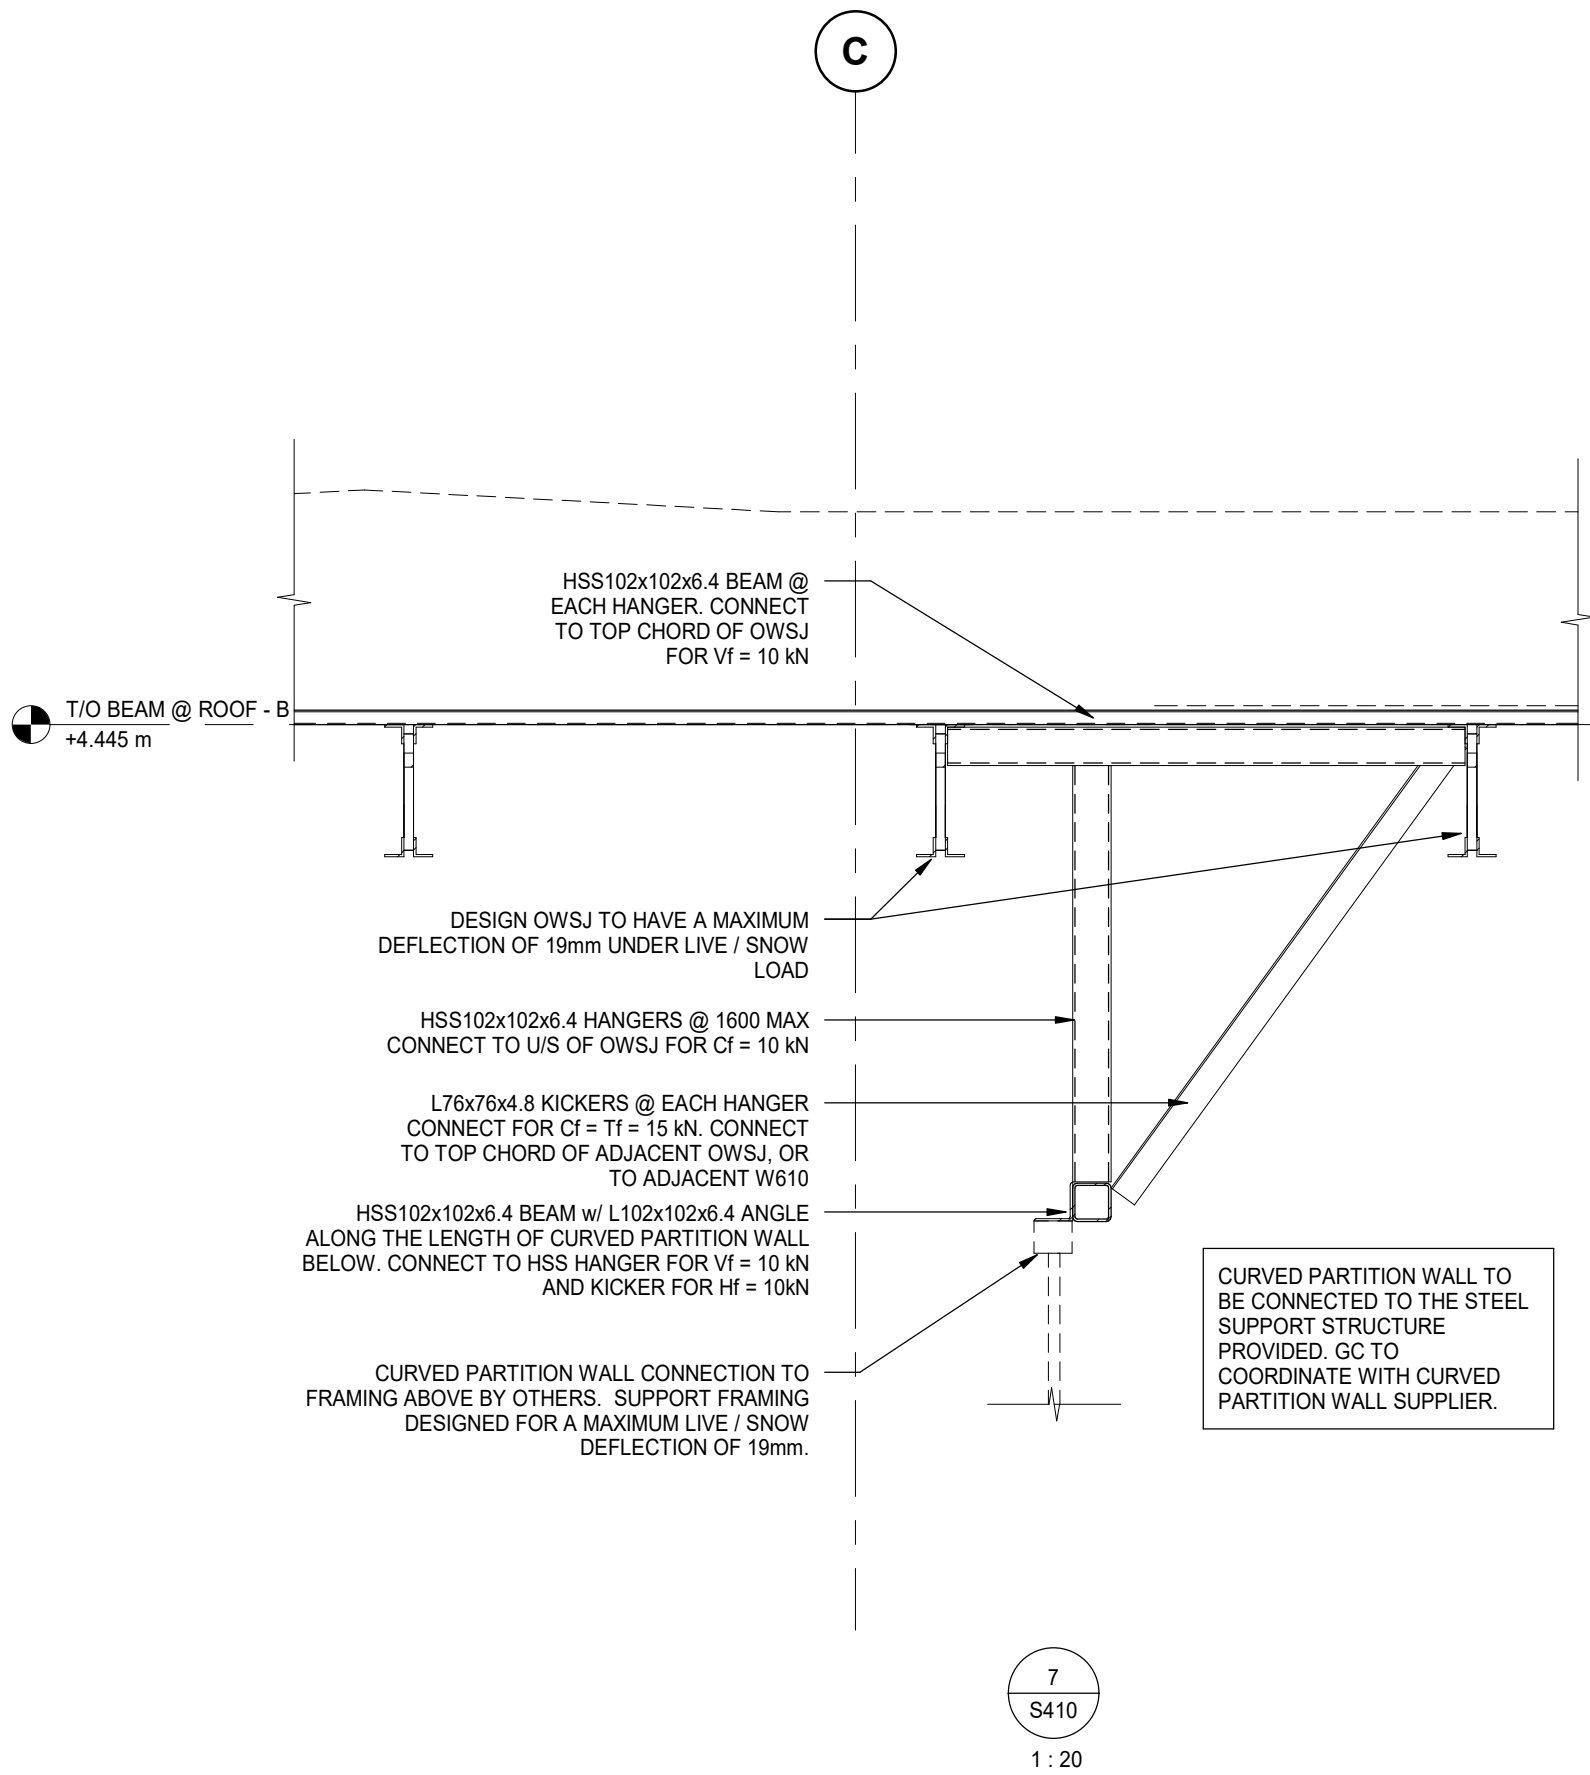 C
HSS102x102x6.4 BEAM @
EACH HANGER. CONNECT
TO TOP CHORD OF OWSJ
FOR Vf = 10 kN
T/O BEAM @ ROOF - B
+4.445 m
DESIGN OWSJ TO HAVE A MAXIMUM
DEFLECTION OF 19mm UNDER LIVE / SNOW
LOAD
HSS102x102x6.4 HANGERS @ 1600 MAX
CONNECT TO U/S OF OWSJ FOR Cf = 10 kN
L76x76x4.8 KICKERS @ EACH HANGER
CONNECT FOR Cf = Tf = 15 kN. CONNECT
TO TOP CHORD OF ADJACENT OWSJ, OR
TO ADJACENT W610
HSS102x102x6.4 BEAM w/ L102x102x6.4 ANGLE
ALONG THE LENGTH OF CURVED PARTITION WALL
BELOW. CONNECT TO HSS HANGER FOR Vf = 10 kN
AND KICKER FOR Hf = 10kN
CURVED PARTITION WALL CONNECTION TO
FRAMING ABOVE BY OTHERS. SUPPORT FRAMING
DESIGNED FOR A MAXIMUM LIVE / SNOW
DEFLECTION OF 19mm.
CURVED PARTITION WALL TO
BE CONNECTED TO THE STEEL
SUPPORT STRUCTURE
PROVIDED. GC TO
COORDINATE WITH CURVED
PARTITION WALL SUPPLIER.
7
S410
1 : 20